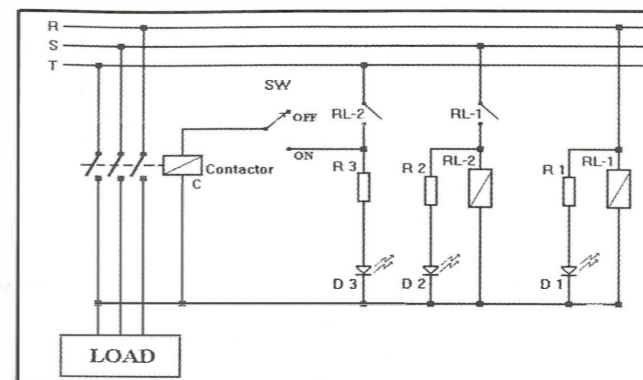 R
S
T
SW
OFF
RL-2
RL-1
ON
Contactor
C
R 3
R 2
RL-2
R 1
RL-1
D 3
D 2
D 1
LOAD